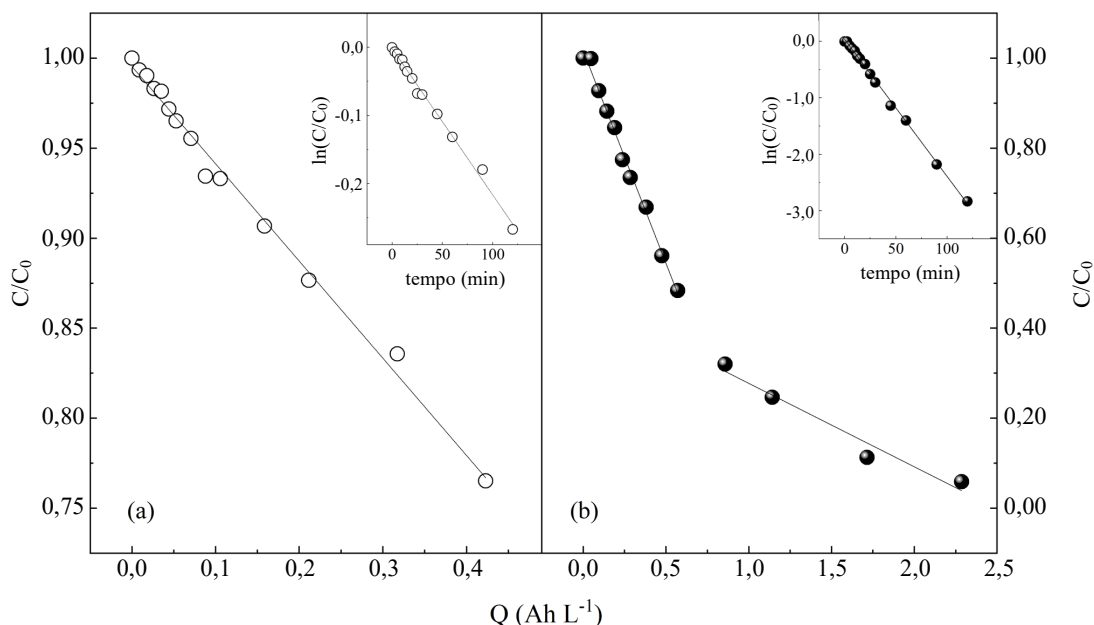 1,00
0,95
0,90
0,85
0,80
0,75
C/C₀
0,0
-0,1
-0,2
ln(C/C₀)
0 50 100
tempo (min)
(a)
0,0 0,1 0,2 0,3 0,4
0,0
-1,0
-2,0
-3,0
ln(C/C₀)
0 50 100
tempo (min)
(b)
0,0 0,5 1,0 1,5 2,0 2,5
1,00
0,80
0,60
0,40
0,20
0,00
C/C₀
Q (Ah L⁻¹)